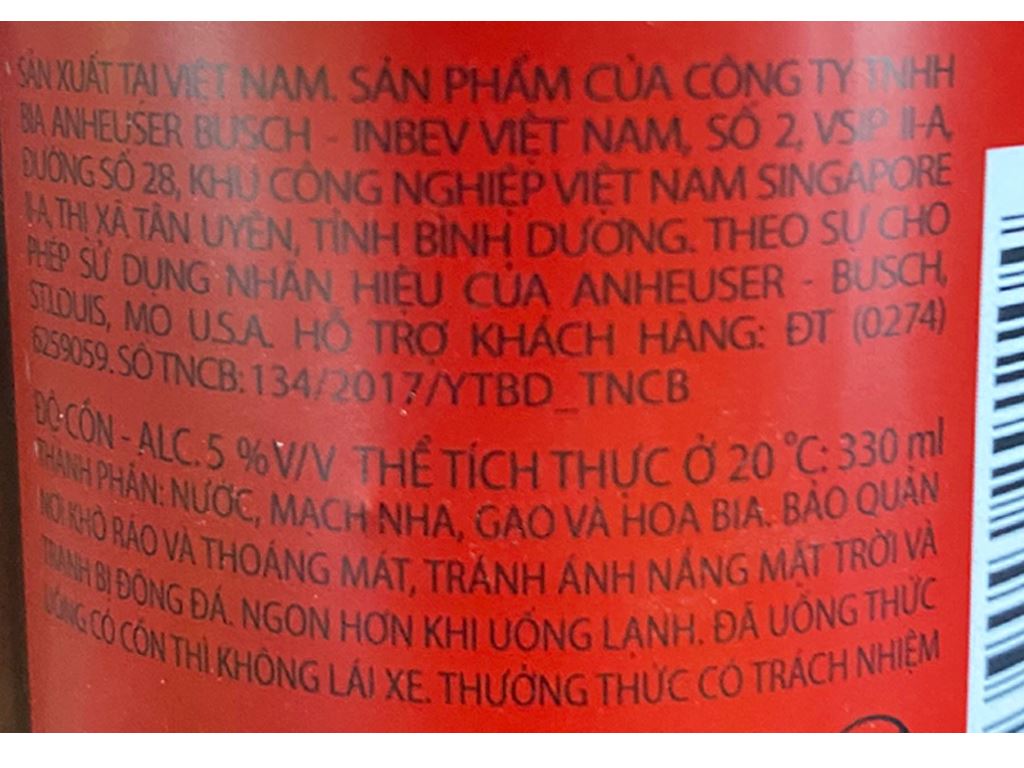 SẢN XUẤT TẠI VIỆT NAM. SẢN PHẨM CỦA CÔNG TY TNHH
BIA ANHEUSER BUSCH - INBEV VIỆT NAM, SỐ 2, VSIP II-A,
ĐƯỜNG SỐ 28, KHU CÔNG NGHIỆP VIỆT NAM SINGAPORE
II-A, THỊ XÃ TÂN UYÊN, TỈNH BÌNH DƯƠNG. THEO SỰ CHO
PHÉP SỬ DỤNG NHÃN HIỆU CỦA ANHEUSER - BUSCH,
ST.LOUIS, MO U.S.A. HỖ TRỢ KHÁCH HÀNG: ĐT (0274)
6259059. SỐ TNCB: 134/2017/YTBD_TNCB
ĐỘ CỒN - ALC. 5 %V/V THỂ TÍCH THỰC Ở 20 °C: 330 ml
THÀNH PHẦN: NƯỚC, MẠCH NHA, GẠO VÀ HOA BIA. BẢO QUẢN
NƠI KHÔ RÁO VÀ THOÁNG MÁT, TRÁNH ÁNH NẮNG MẶT TRỜI VÀ
TRÁNH BỊ ĐÔNG ĐÁ. NGON HƠN KHI UỐNG LẠNH. ĐÃ UỐNG THỨC
UỐNG CÓ CỒN THÌ KHÔNG LÁI XE. THƯỞNG THỨC CÓ TRÁCH NHIỆM